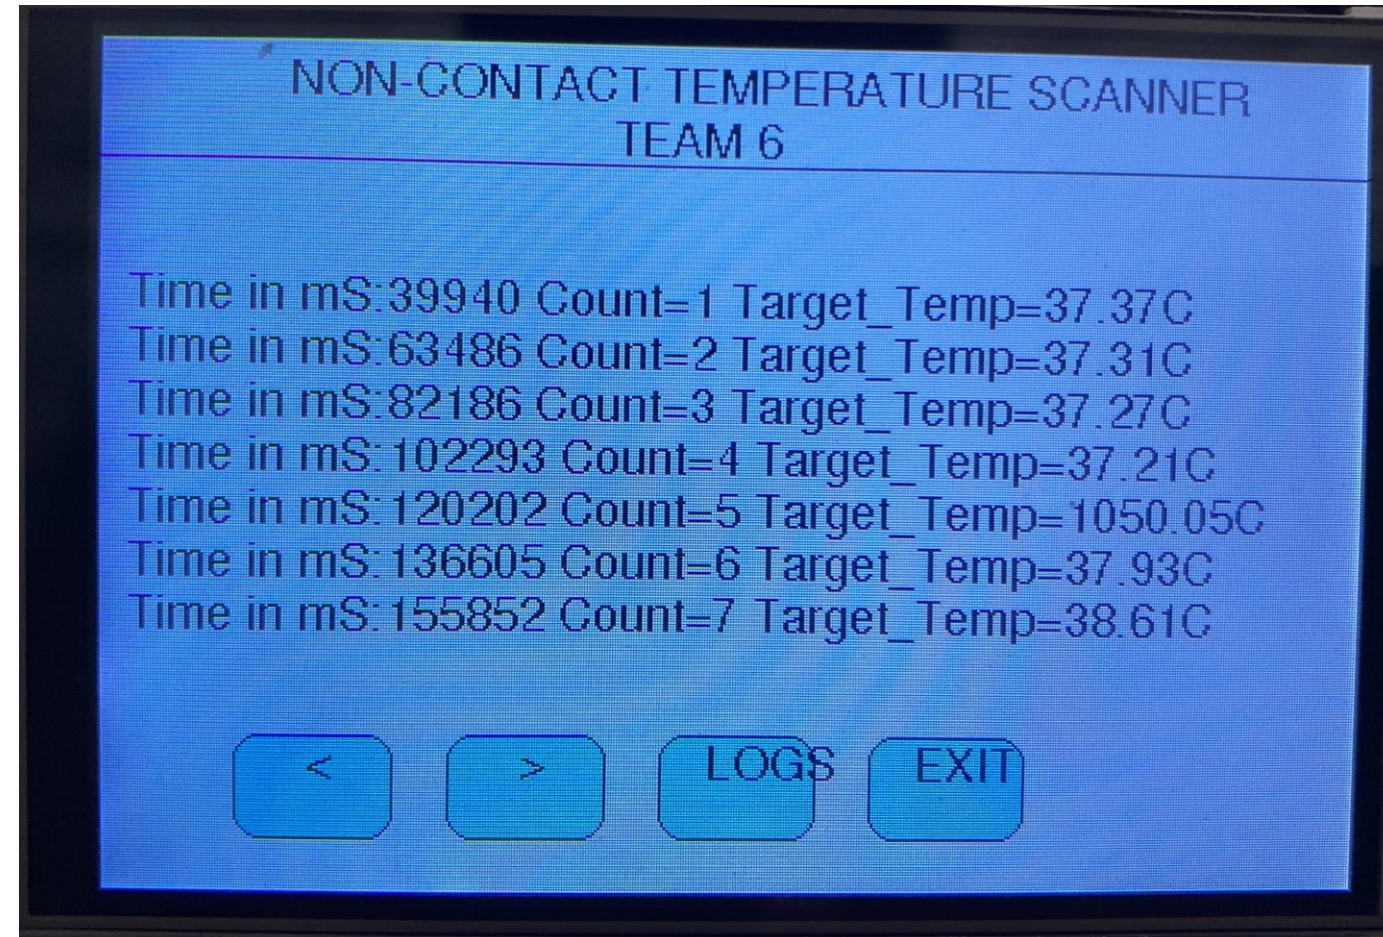 NON-CONTACT TEMPERATURE SCANNER
TEAM 6
Time in mS:39940 Count=1 Target_Temp=37.37C
Time in mS:63486 Count=2 Target_Temp=37.31C
Time in mS:82186 Count=3 Target_Temp=37.27C
Time in mS:102293 Count=4 Target_Temp=37.21C
Time in mS:120202 Count=5 Target_Temp=1050.05C
Time in mS:136605 Count=6 Target_Temp=37.93C
Time in mS:155852 Count=7 Target_Temp=38.61C
< > LOGS EXIT